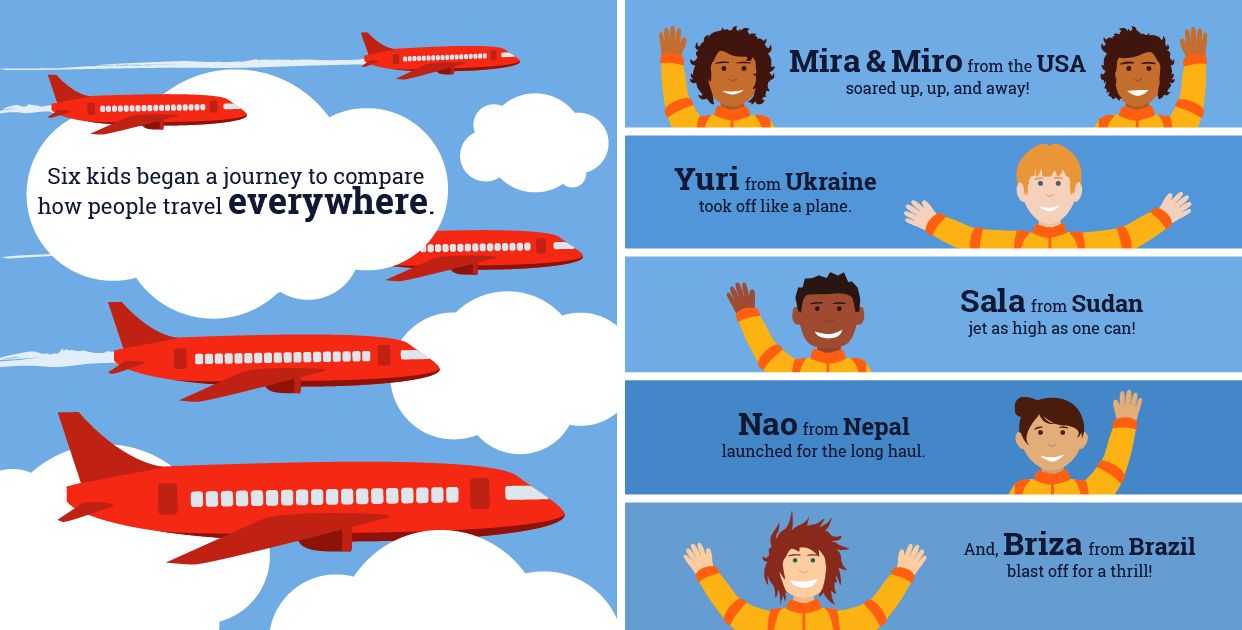 Six kids began a journey to compare
how people travel everywhere.
Mira & Miro from the USA
soared up, up, and away!
Yuri from Ukraine
took off like a plane.
Sala from Sudan
jet as high as one can!
Nao from Nepal
launched for the long haul.
And, Briza from Brazil
blast off for a thrill!